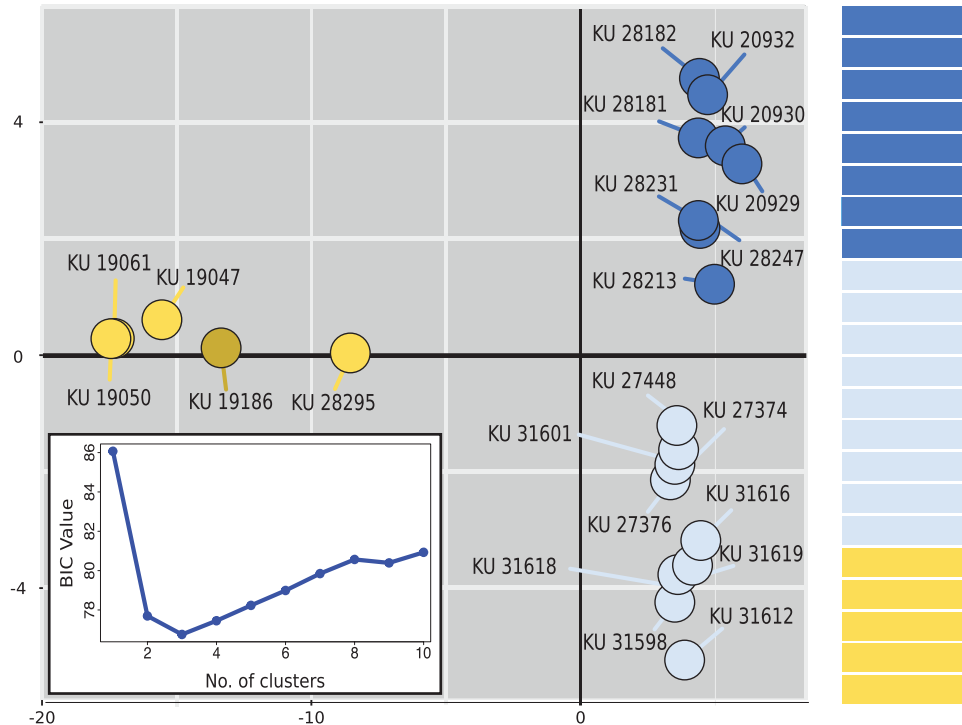 KU 28182
KU 20932
KU 28181
KU 20930
4
KU 28231
KU 20929
KU 28247
KU 19061
KU 19047
KU 28213
0
KU 19050
KU 19186
KU 28295
KU 27448
KU 27374
KU 31601
KU 31616
KU 27376
KU 31619
KU 31618
-4
KU 31612
KU 31598
86
84
82
80
78
BIC Value
2
4
6
8
10
No. of clusters
-20
-10
0